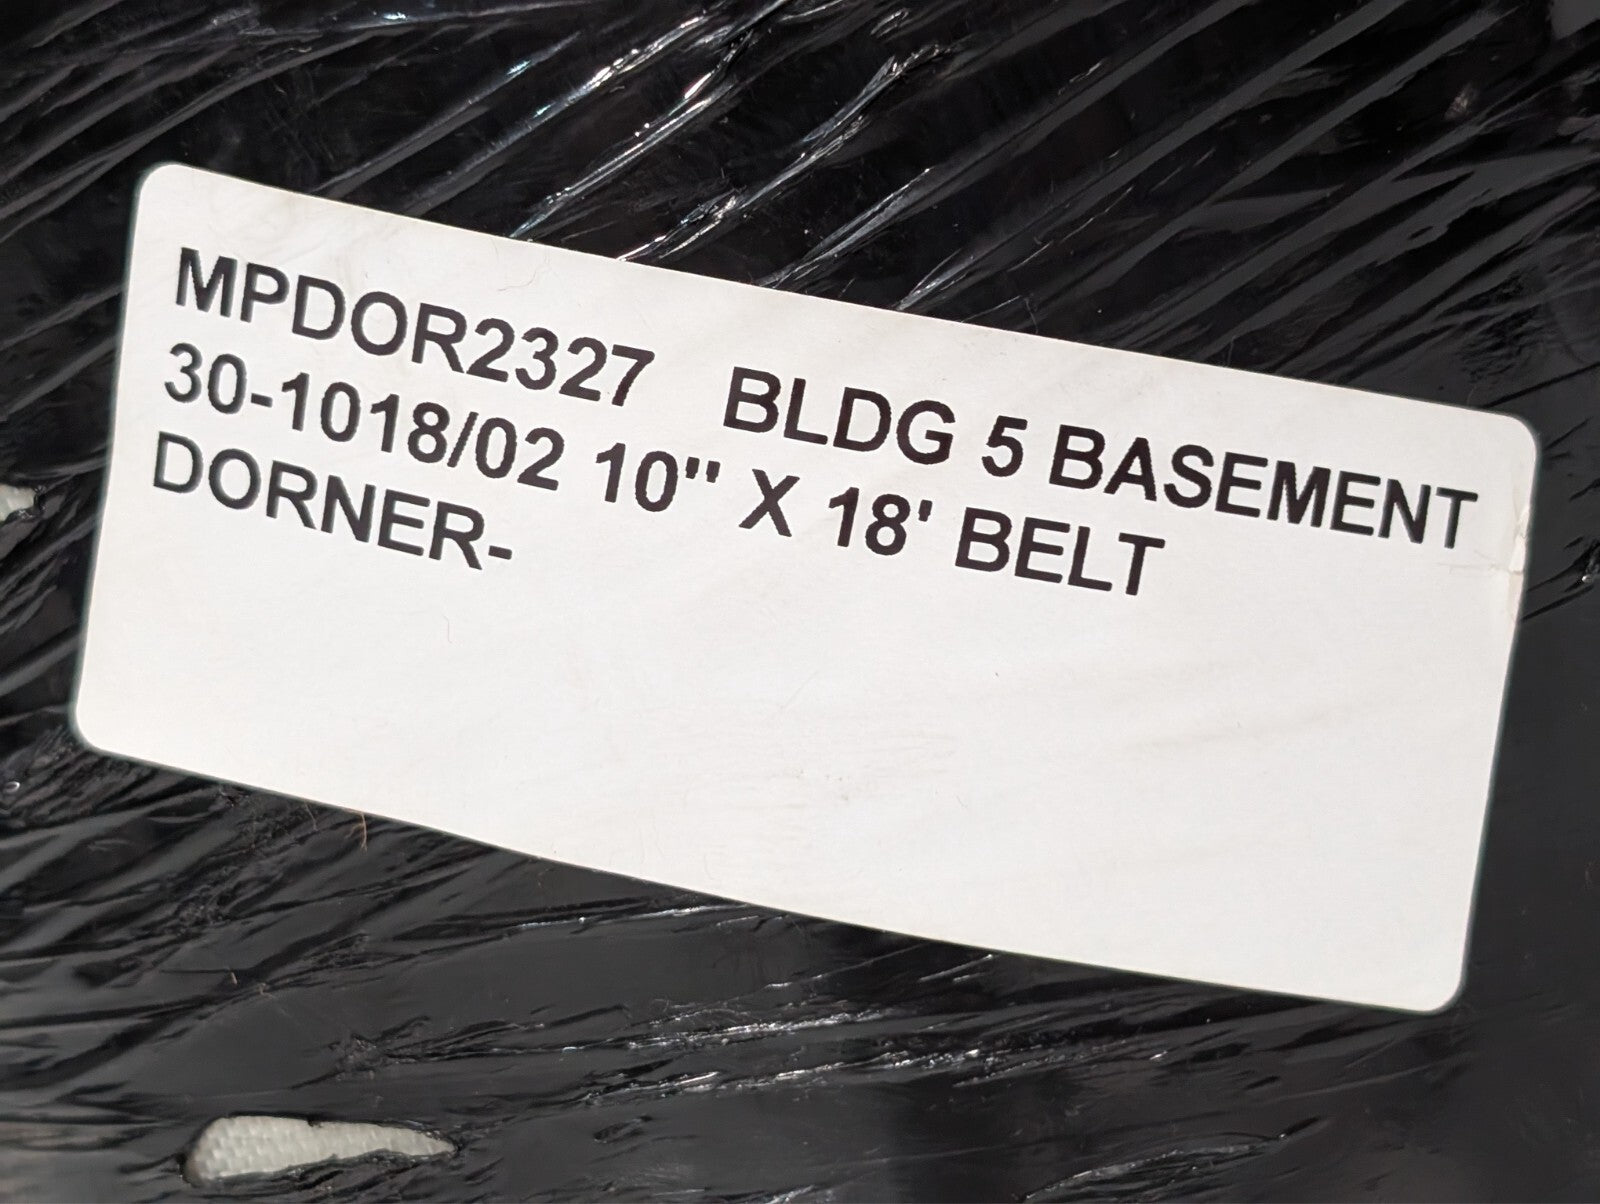 MPDOR2327 BLDG 5 BASEMENT
30-1018/02 10" X 18' BELT
DORNER-